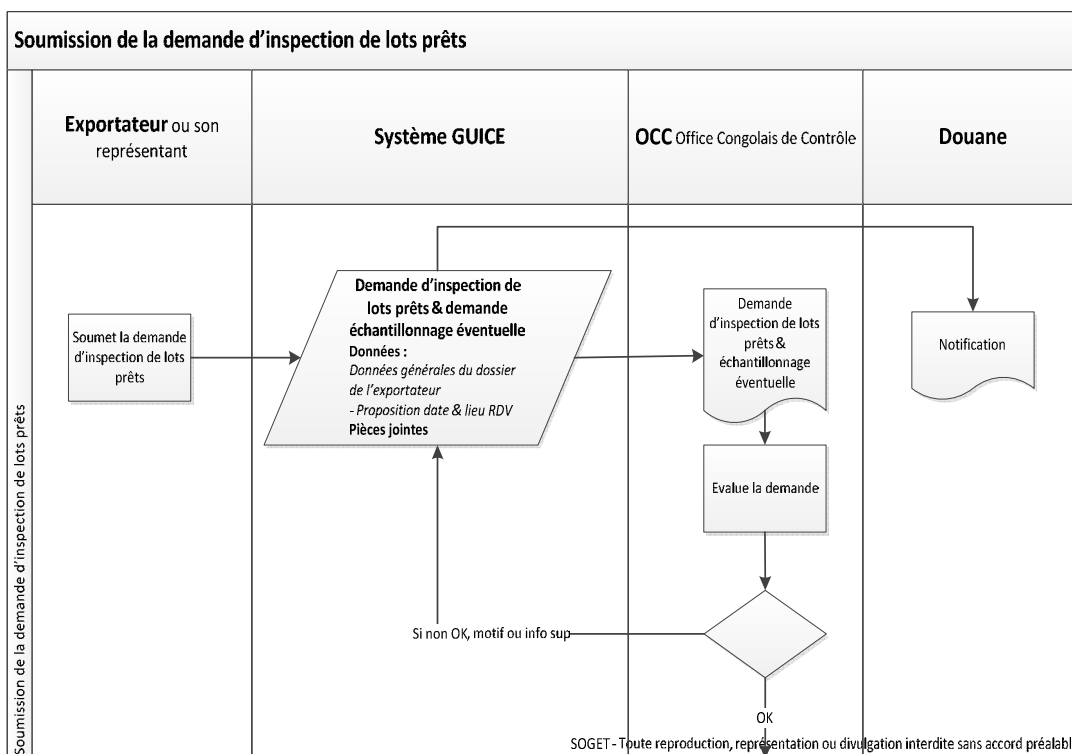 Soumission de la demande d'inspection de lots prêts
Exportateur ou son
représentant
Système GUICE
OCC Office Congolais de Contrôle
Douane
Soumission de la demande d'inspection de lots prêts
Soumet la demande
d'inspection de lots
prêts
Demande d'inspection de
lots prêts & demande
échantillonnage éventuelle
Données :
Données générales du dossier
de l'exportateur
- Proposition date & lieu RDV
Pièces jointes
Demande
d'inspection de lots
prêts &
échantillonnage
éventuelle
Notification
Evalue la demande
Si non OK, motif ou info sup
OK
SOGET - Toute reproduction, représentation ou divulgation interdite sans accord préalabl